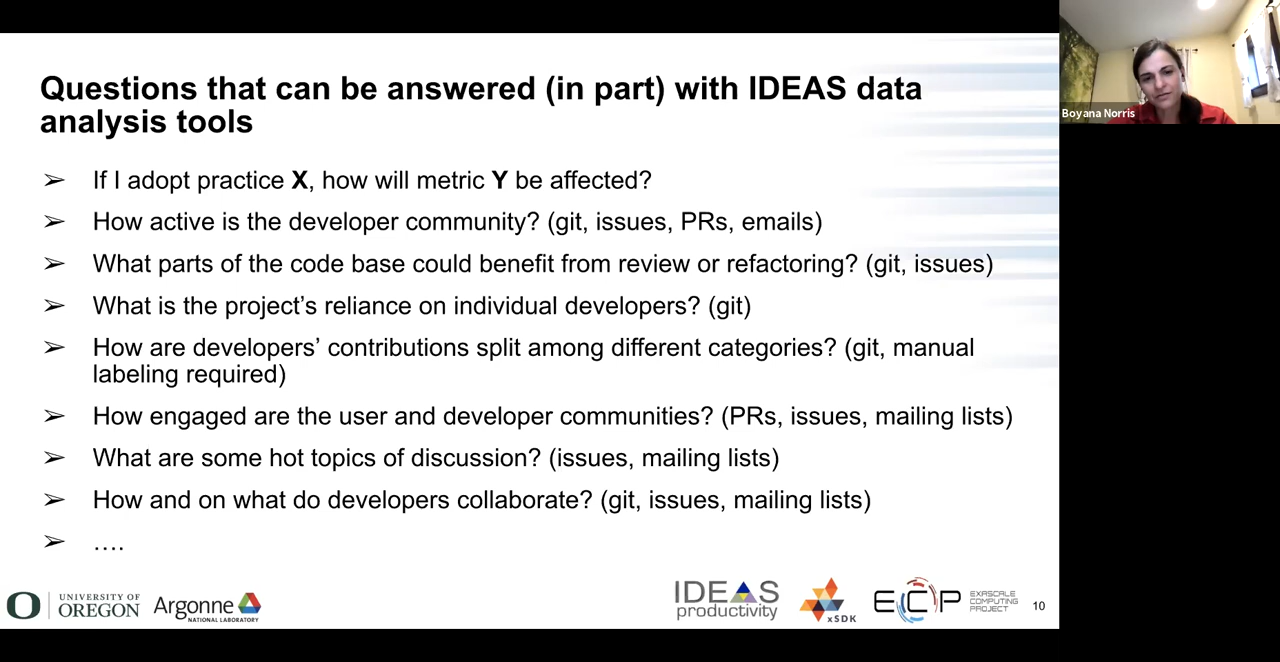 Questions that can be answered (in part) with IDEAS data
analysis tools
➢ If I adopt practice X, how will metric Y be affected?
➢ How active is the developer community? (git, issues, PRs, emails)
➢ What parts of the code base could benefit from review or refactoring? (git, issues)
➢ What is the project’s reliance on individual developers? (git)
➢ How are developers’ contributions split among different categories? (git, manual
labeling required)
➢ How engaged are the user and developer communities? (PRs, issues, mailing lists)
➢ What are some hot topics of discussion? (issues, mailing lists)
➢ How and on what do developers collaborate? (git, issues, mailing lists)
➢ ….
UNIVERSITY OF
OREGON
Argonne
NATIONAL LABORATORY
IDEAS
productivity
xSDK
ECP
EXASCALE
COMPUTING
PROJECT
10
Boyana Norris